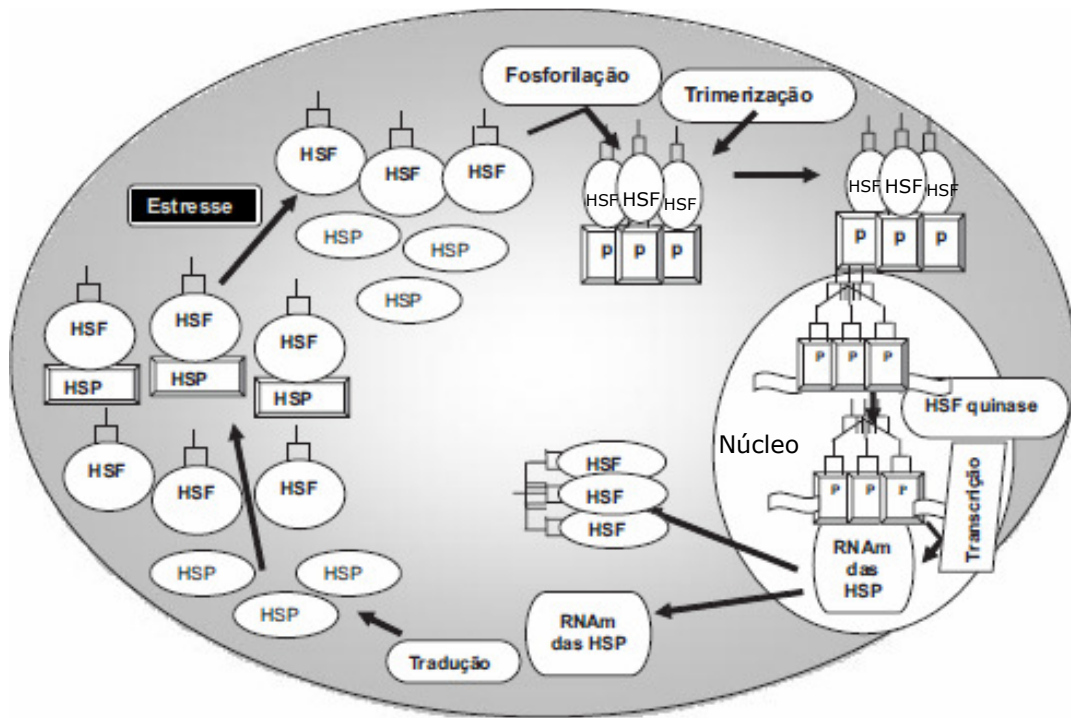 Fosforilação
Trimerização
HSF
HSF
HSF
HSF
HSF
HSF
HSF
HSF
HSF
Estresse
HSP
HSP
HSP
p
p
p
p
p
p
HSF
HSF
HSF
HSP
HSP
HSP
P
P
P
HSF quinase
HSF
HSF
HSF
Núcleo
HSF
HSF
HSF
P
P
P
Transcrição
RNAm
das
HSP
HSP
HSP
HSP
RNAm
das HSP
Tradução